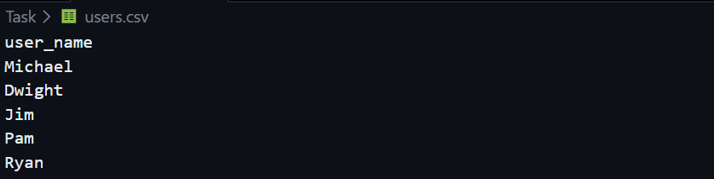 Task > users.csv
user_name
Michael
Dwight
Jim
Pam
Ryan